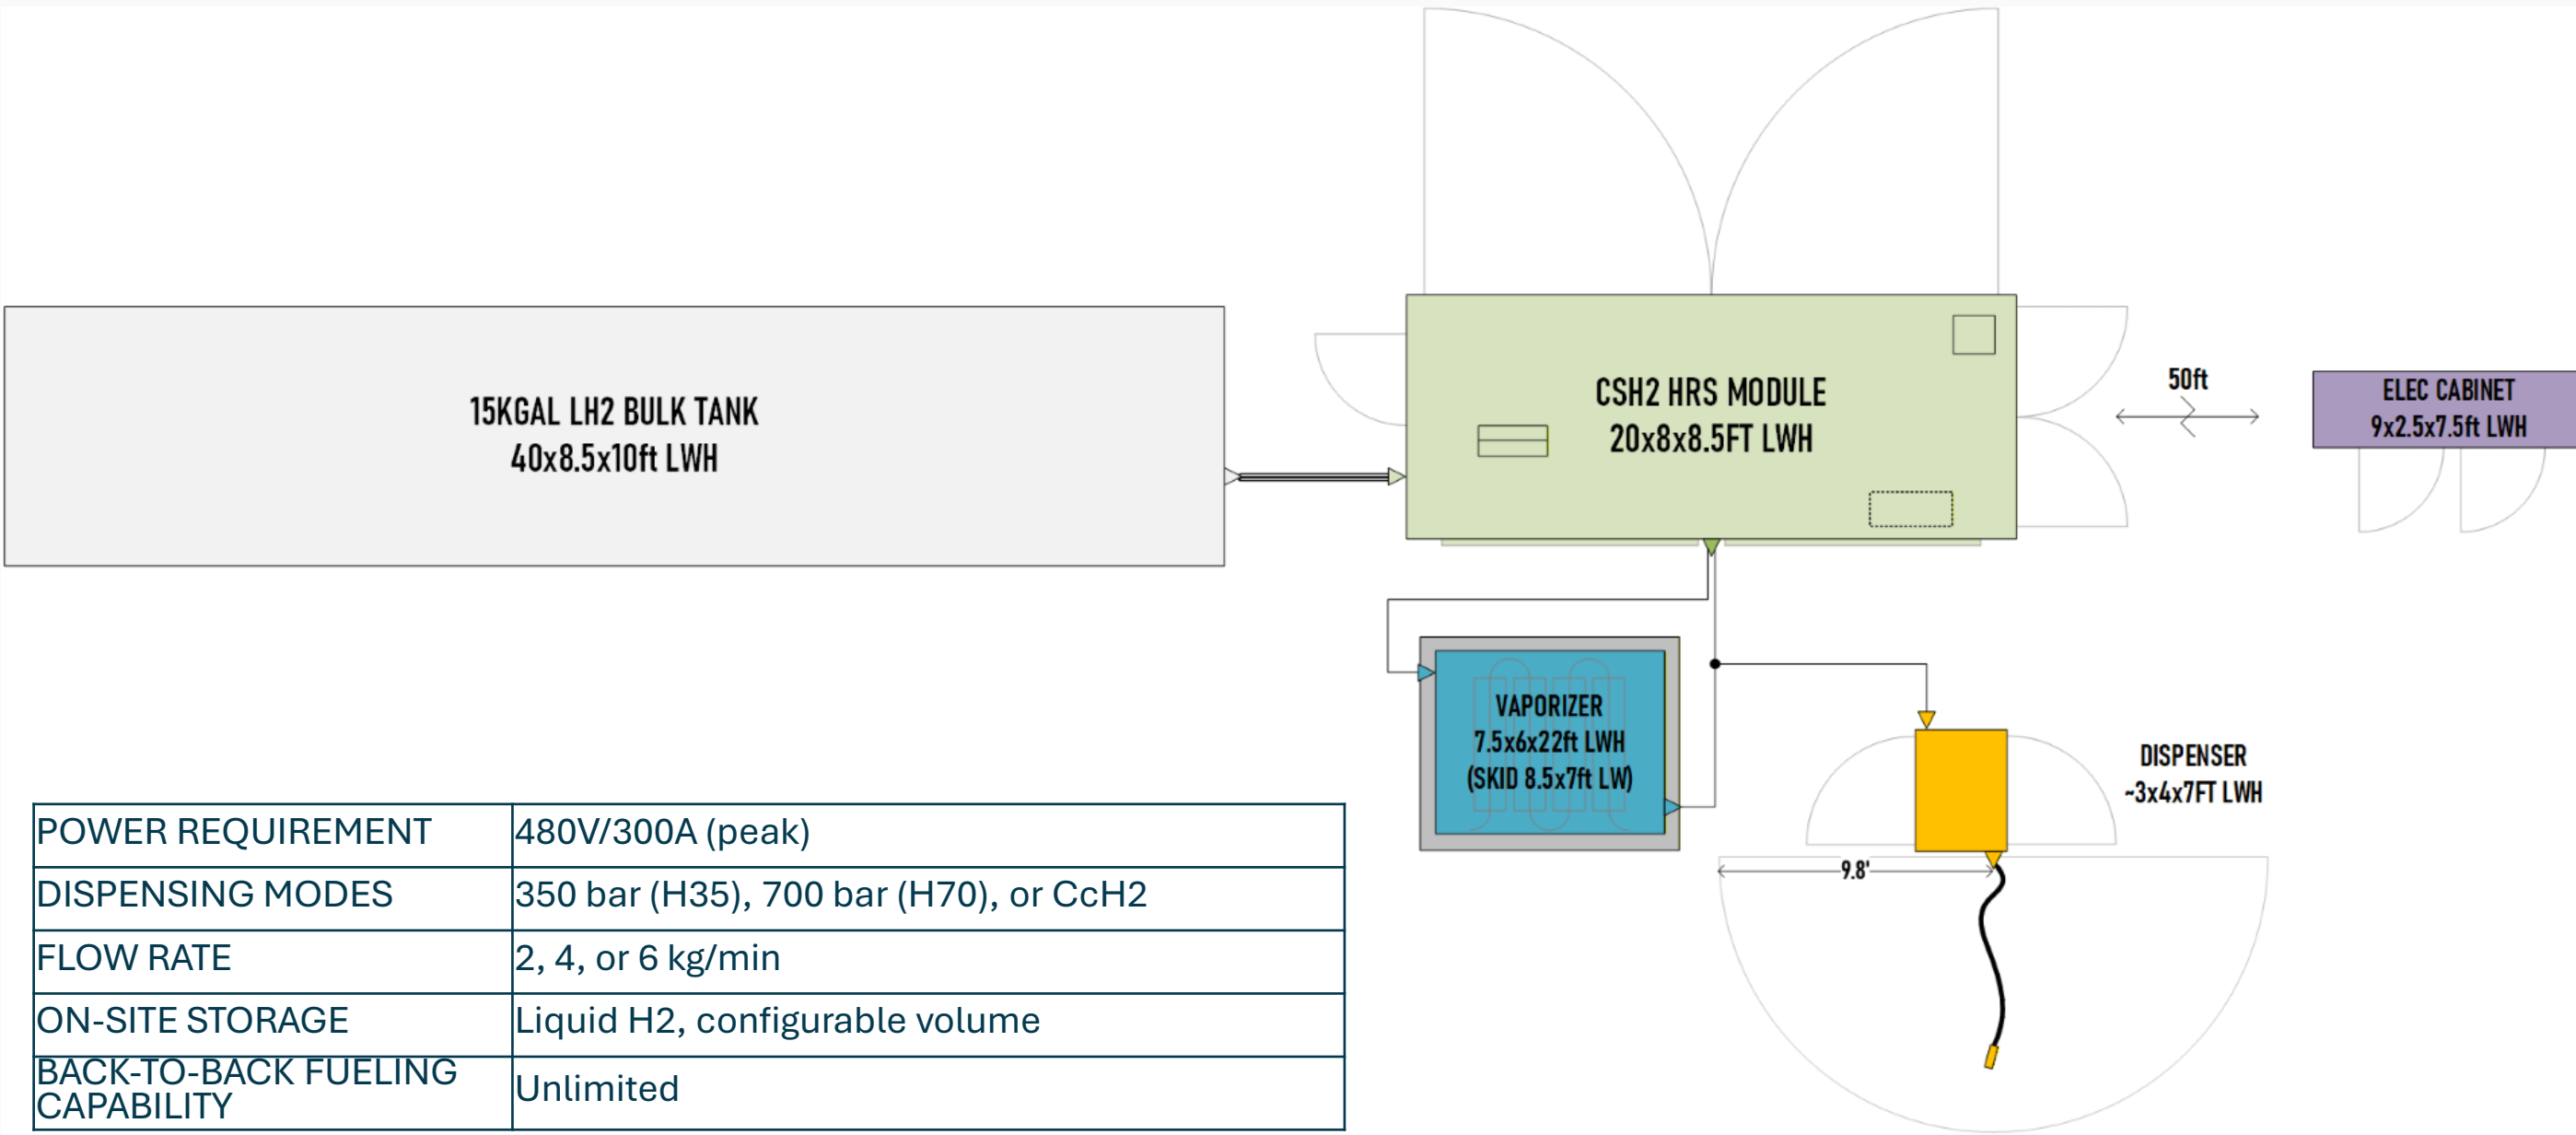 15KGAL LH2 BULK TANK
40x8.5x10ft LWH
CSH2 HRS MODULE
20x8x8.5FT LWH
50ft
ELEC CABINET
9x2.5x7.5ft LWH
VAPORIZER
7.5x6x22ft LWH
(SKID 8.5x7ft LW)
DISPENSER
~3x4x7FT LWH
9.8'
POWER REQUIREMENT 480V/300A (peak)
DISPENSING MODES 350 bar (H35), 700 bar (H70), or CcH2
FLOW RATE 2, 4, or 6 kg/min
ON-SITE STORAGE Liquid H2, configurable volume
BACK-TO-BACK FUELING
CAPABILITY Unlimited